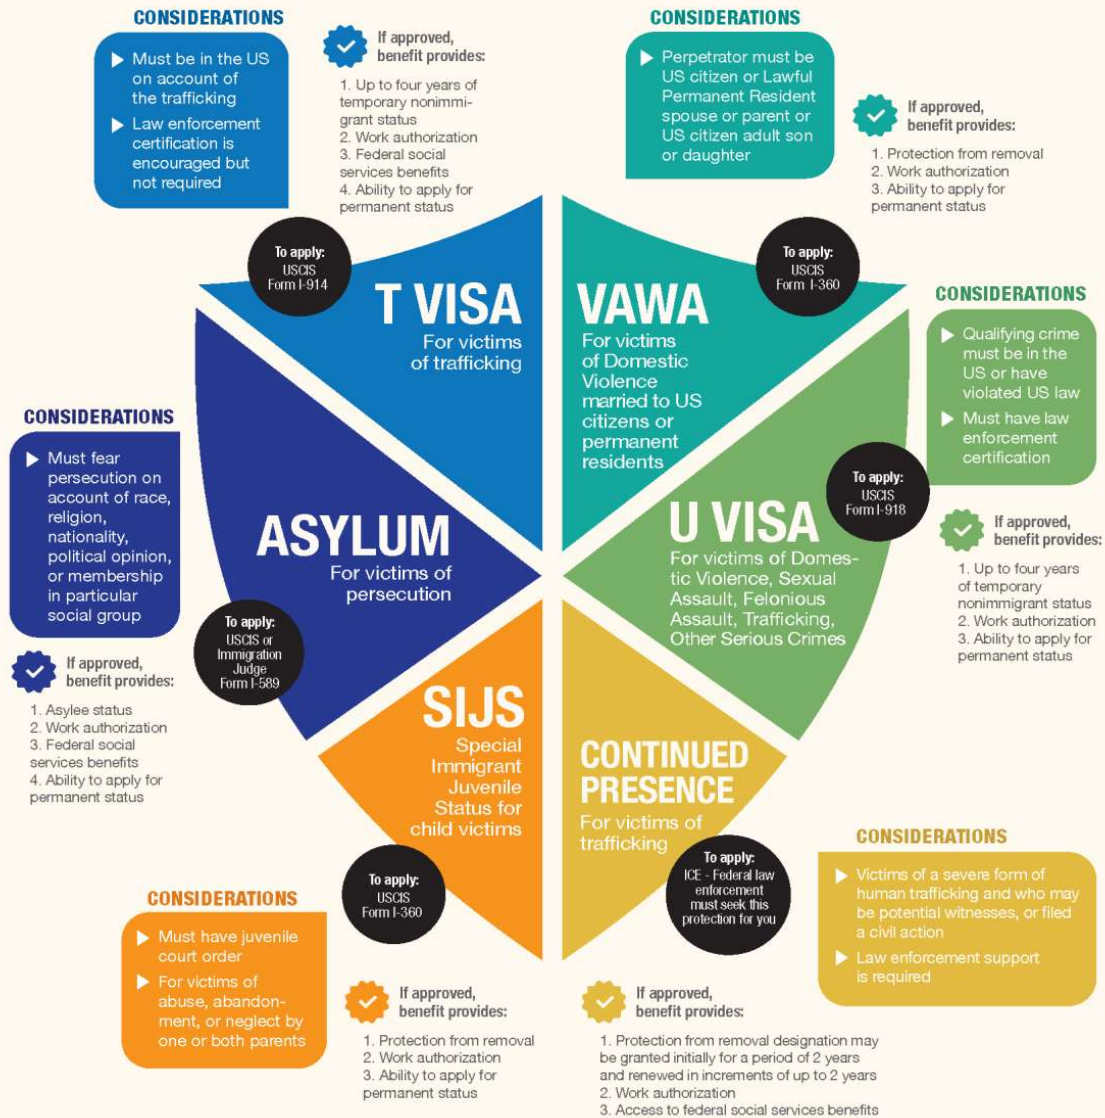 CONSIDERATIONS
Must be in the US
on account of
the trafficking
Law enforcement
certification is
encouraged but
not required
If approved,
benefit provides:
1. Up to four years of
temporary nonimmi-
grant status
2. Work authorization
3. Federal social
services benefits
4. Ability to apply for
permanent status
To apply:
USCIS
Form I-914
T VISA
For victims
of trafficking
CONSIDERATIONS
Perpetrator must be
US citizen or Lawful
Permanent Resident
spouse or parent or
US citizen adult son
or daughter
If approved,
benefit provides:
1. Protection from removal
2. Work authorization
3. Ability to apply for
permanent status
To apply:
USCIS
Form I-360
VAWA
For victims
of Domestic
Violence
married to US
citizens or
permanent
residents
CONSIDERATIONS
Qualifying crime
must be in the
US or have
violated US law
Must have law
enforcement
certification
To apply:
USCIS
Form I-918
If approved,
benefit provides:
1. Up to four years
of temporary
nonimmigrant status
2. Work authorization
3. Ability to apply for
permanent status
U VISA
For victims of Domes-
tic Violence, Sexual
Assault, Felonious
Assault, Trafficking,
Other Serious Crimes
CONSIDERATIONS
Must fear
persecution on
account of race,
religion,
nationality,
political opinion,
or membership
in particular
social group
ASYLUM
For victims of
persecution
To apply:
USCIS or
Immigration
Judge
Form I-589
If approved,
benefit provides:
1. Asylee status
2. Work authorization
3. Federal social
services benefits
4. Ability to apply for
permanent status
SIJS
Special
Immigrant
Juvenile
Status for
child victims
To apply:
USCIS
Form I-360
CONSIDERATIONS
Must have juvenile
court order
For victims of
abuse, abandon-
ment, or neglect by
one or both parents
If approved,
benefit provides:
1. Protection from removal
2. Work authorization
3. Ability to apply for
permanent status
CONTINUED
PRESENCE
For victims of
trafficking
To apply:
ICE - Federal law
enforcement
must seek this
protection for you
CONSIDERATIONS
Victims of a severe form of
human trafficking and who may
be potential witnesses, or filed
a civil action
Law enforcement support
is required
If approved,
benefit provides:
1. Protection from removal designation may
be granted initially for a period of 2 years
and renewed in increments of up to 2 years
2. Work authorization
3. Access to federal social services benefits